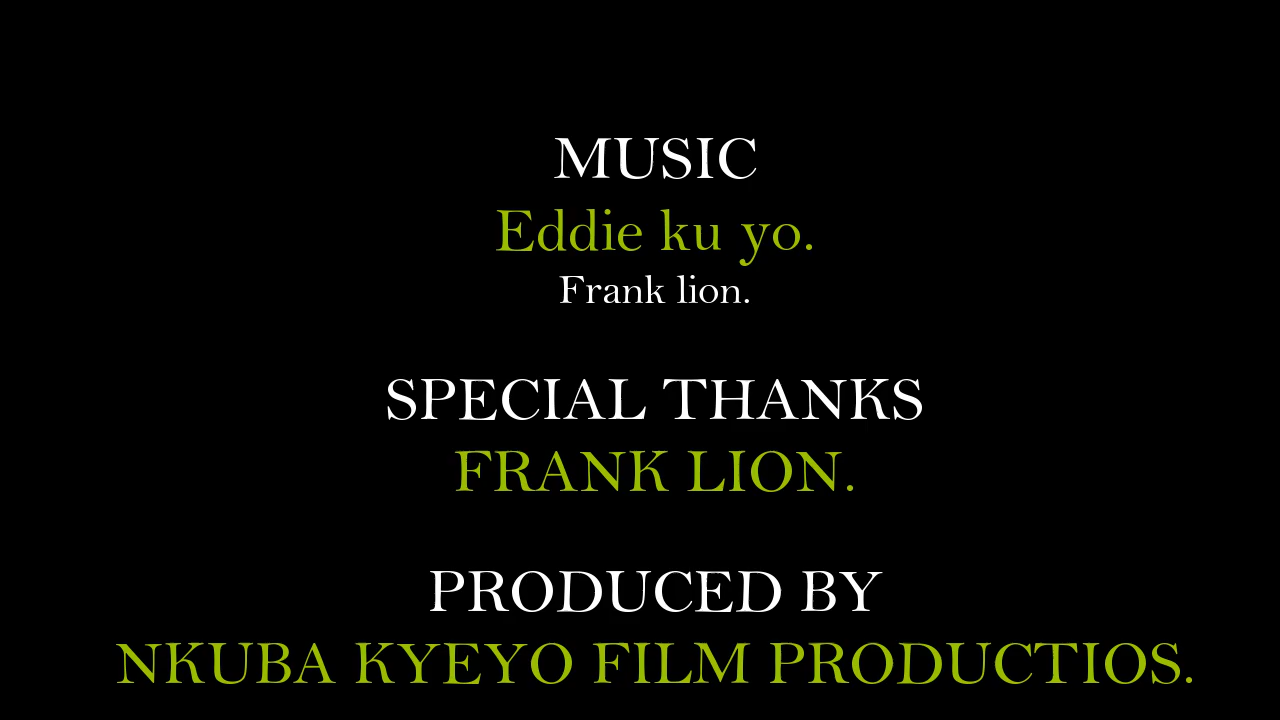 MUSIC
Eddie ku yo.
Frank lion.
SPECIAL THANKS
FRANK LION.
PRODUCED BY
NKUBA KYEYO FILM PRODUCTIOS.